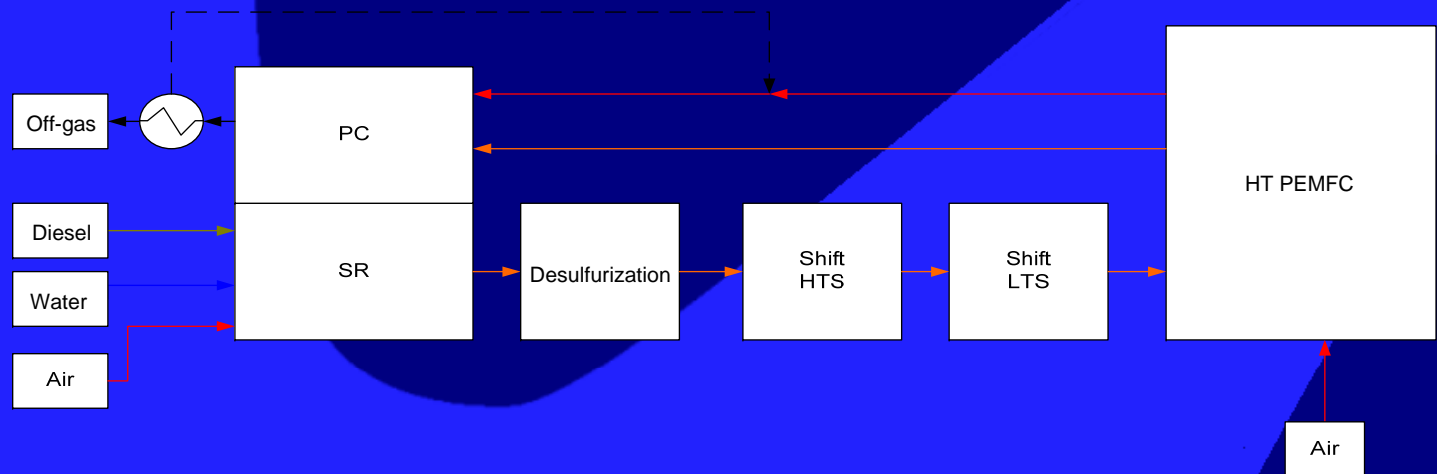 Off-gas
PC
HT PEMFC
Diesel
SR
Desulfurization
Shift
HTS
Shift
LTS
Water
Air
Air